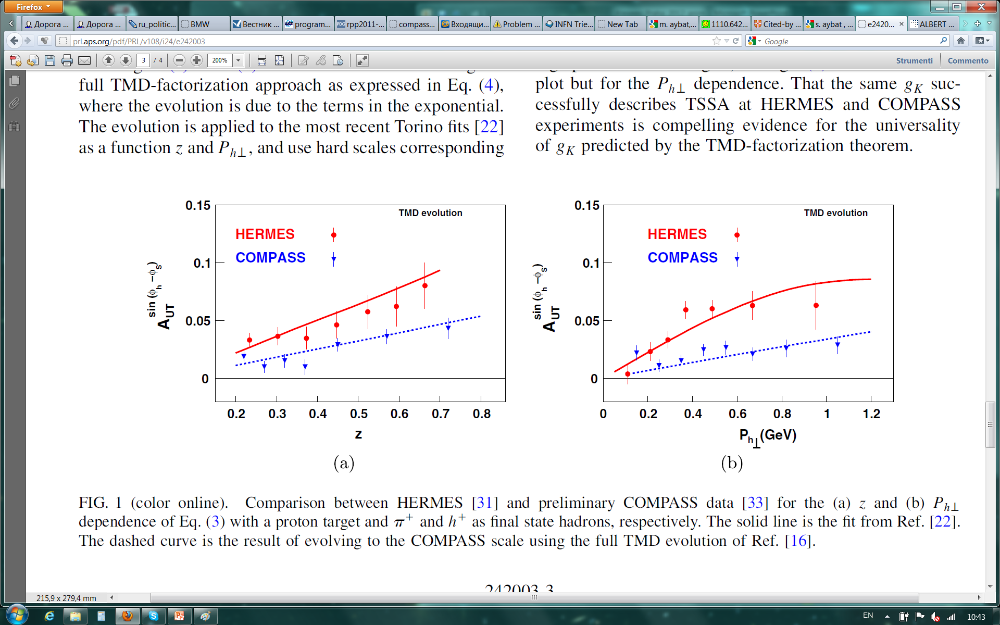 Firefox
Дорога ...
Дорога ...
ru_politic...
BMW
Вестник ...
program...
rpp2011-...
compass...
Входящи...
Problem ...
INFN Trie...
New Tab
m. aybat,...
1110.642...
Cited-by ...
s. aybat , ...
e2420...
ALBERT ...
prl.aps.org/pdf/PRL/v108/i24/e242003
Google
3 / 4
200%
Strumenti
Commento
full TMD-factorization approach as expressed in Eq. (4),
where the evolution is due to the terms in the exponential.
The evolution is applied to the most recent Torino fits [22]
as a function z and P_h⊥, and use hard scales corresponding
plot but for the P_h⊥ dependence. That the same g_K suc-
cessfully describes TSSA at HERMES and COMPASS
experiments is compelling evidence for the universality
of g_K predicted by the TMD-factorization theorem.
TMD evolution
HERMES
COMPASS
A_UT^sin (ϕ_h −ϕ_S)
0.15
0.1
0.05
0
0.2 0.3 0.4 0.5 0.6 0.7 0.8
z
(a)
TMD evolution
HERMES
COMPASS
A_UT^sin (ϕ_h −ϕ_S)
0.15
0.1
0.05
0
0 0.2 0.4 0.6 0.8 1 1.2
P_h⊥ (GeV)
(b)
FIG. 1 (color online). Comparison between HERMES [31] and preliminary COMPASS data [33] for the (a) z and (b) P_h⊥
dependence of Eq. (3) with a proton target and π⁺ and h⁺ as final state hadrons, respectively. The solid line is the fit from Ref. [22].
The dashed curve is the result of evolving to the COMPASS scale using the full TMD evolution of Ref. [16].
242003-3
215,9 x 279,4 mm
EN
10:43